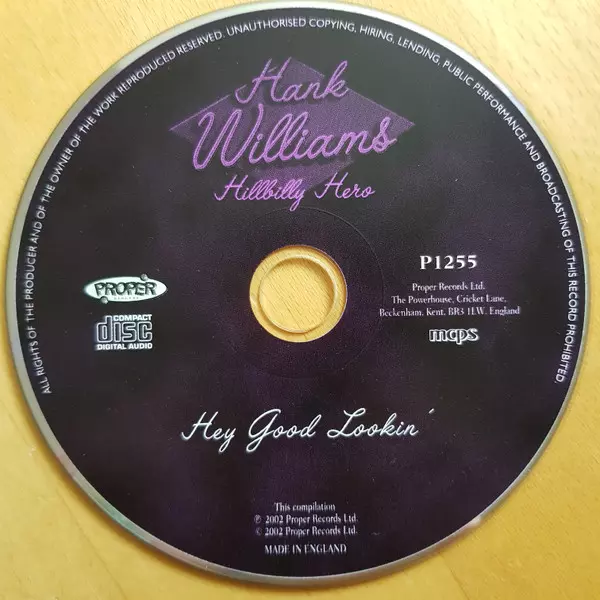 ALL RIGHTS OF THE PRODUCER AND OF THE OWNER OF THE WORK REPRODUCED RESERVED. UNAUTHORISED COPYING, HIRING, LENDING, PUBLIC PERFORMANCE AND BROADCASTING OF THIS RECORD PROHIBITED
Hank
Williams
Hillbilly Hero
PROPER
RECORDS
COMPACT
disc
DIGITAL AUDIO
P1255
Proper Records Ltd.
The Powerhouse, Cricket Lane,
Beckenham, Kent, BR3 1LW, England
mcps
Hey Good Lookin'
This compilation
℗ 2002 Proper Records Ltd.
© 2002 Proper Records Ltd.
MADE IN ENGLAND